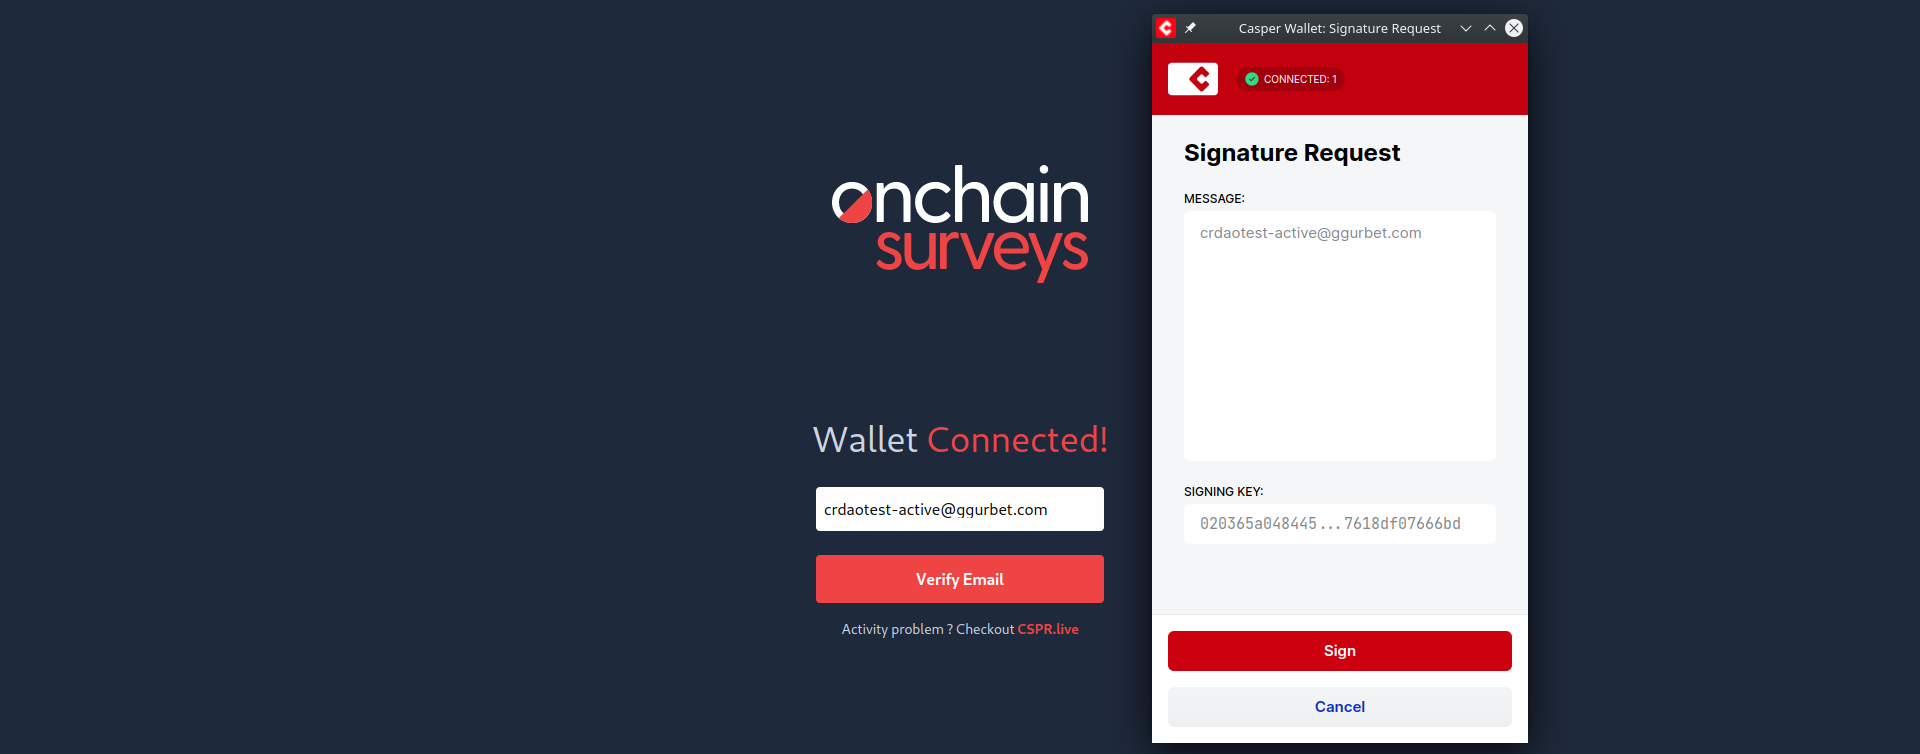 onchain
surveys
Wallet Connected!
crdaotest-active@ggurbet.com
Verify Email
Activity problem ? Checkout CSPR.live
Casper Wallet: Signature Request
CONNECTED: 1
Signature Request
MESSAGE:
crdaotest-active@ggurbet.com
SIGNING KEY:
020365a048445...7618df07666bd
Sign
Cancel